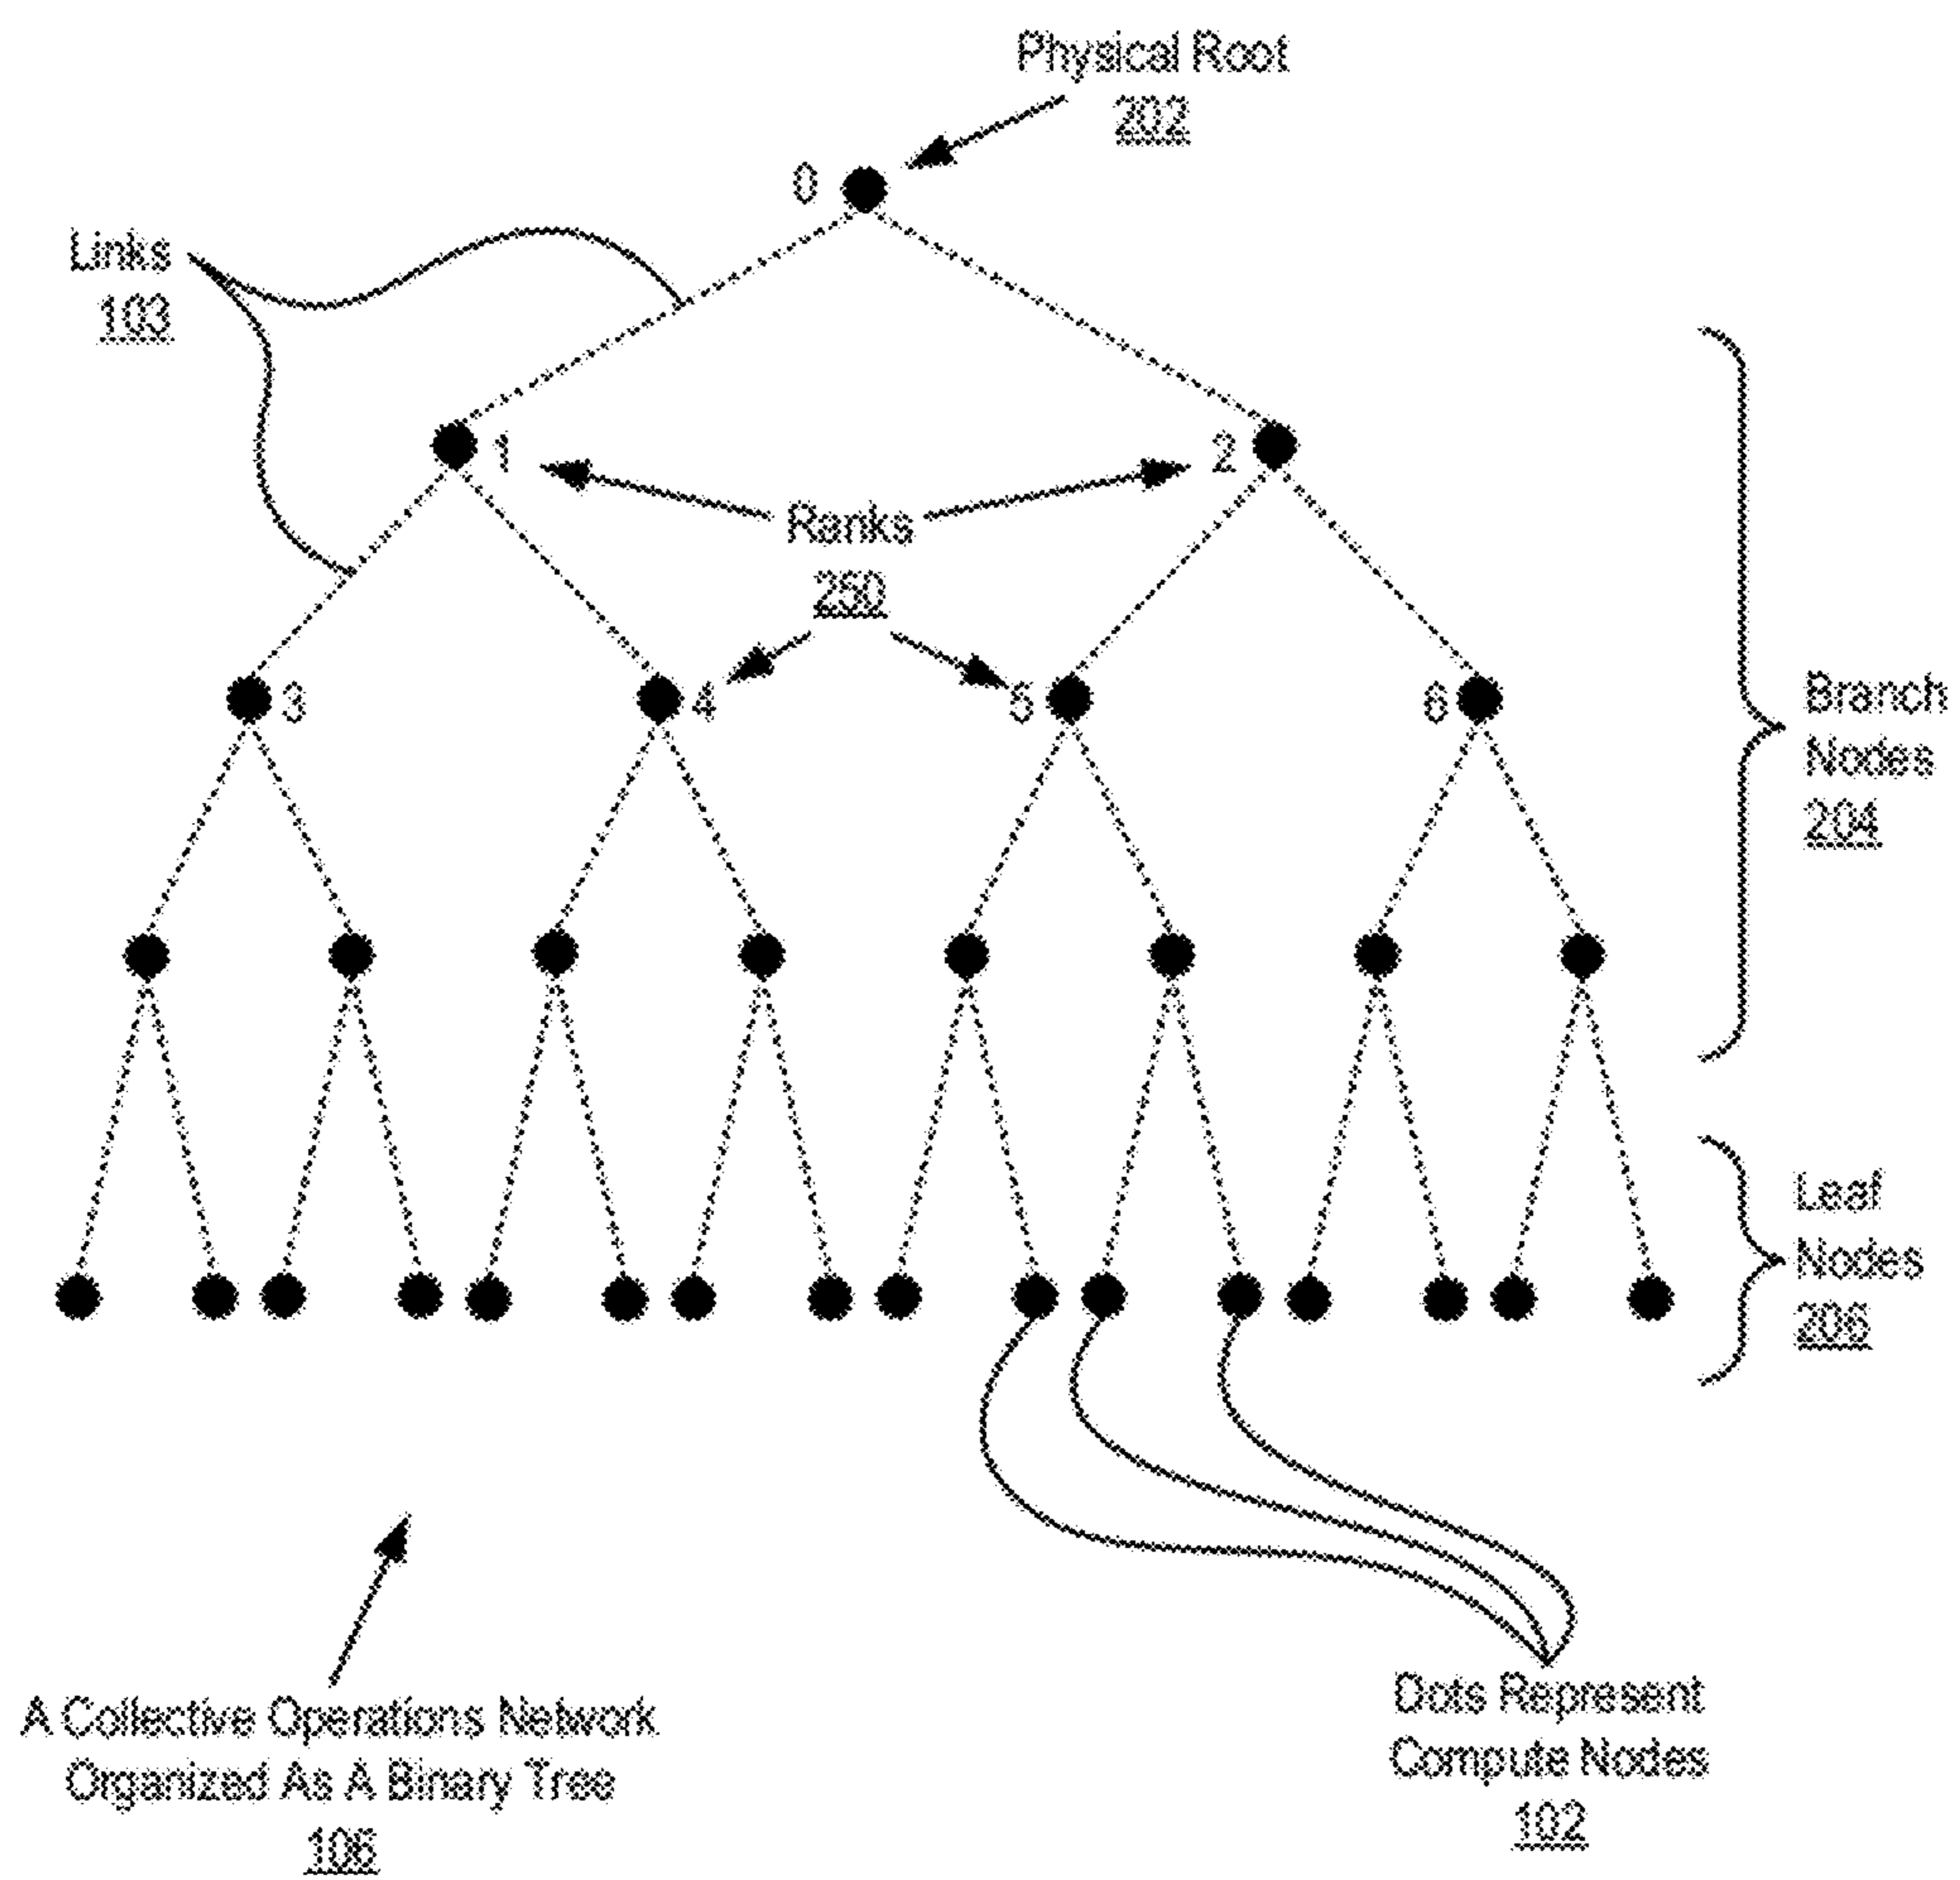 Physical Root
202
0
Links
103
1
2
Ranks
250
3
4
5
6
Branch
Nodes
204
Leaf
Nodes
206
A Collective Operations Network
Organized As A Binary Tree
106
Dots Represent
Compute Nodes
102